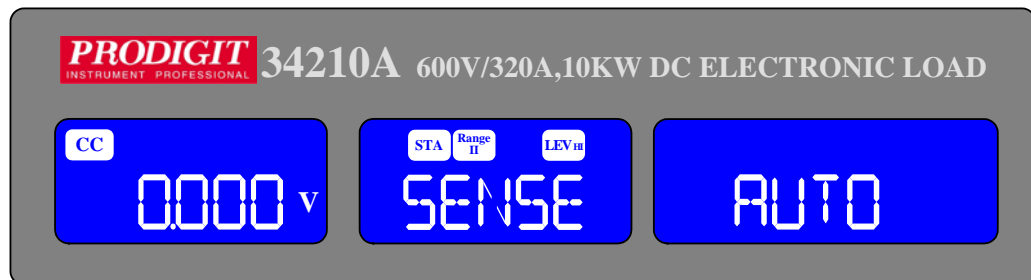 PRODIGIT
INSTRUMENT PROFESSIONAL
34210A 600V/320A,10KW DC ELECTRONIC LOAD
CC
0.000 V
STA Range II LEV HI
SENSE
AUTO